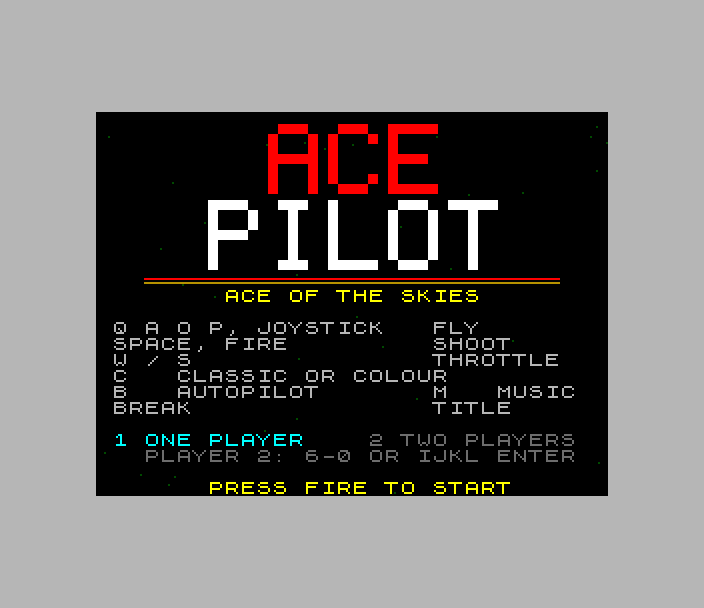 ACE
PILOT
ACE OF THE SKIES
Q A O P, JOYSTICK FLY
SPACE, FIRE SHOOT
W / S THROTTLE
C CLASSIC OR COLOUR
B AUTOPILOT M MUSIC
BREAK TITLE
1 ONE PLAYER 2 TWO PLAYERS
PLAYER 2: 6-0 OR IJKL ENTER
PRESS FIRE TO START